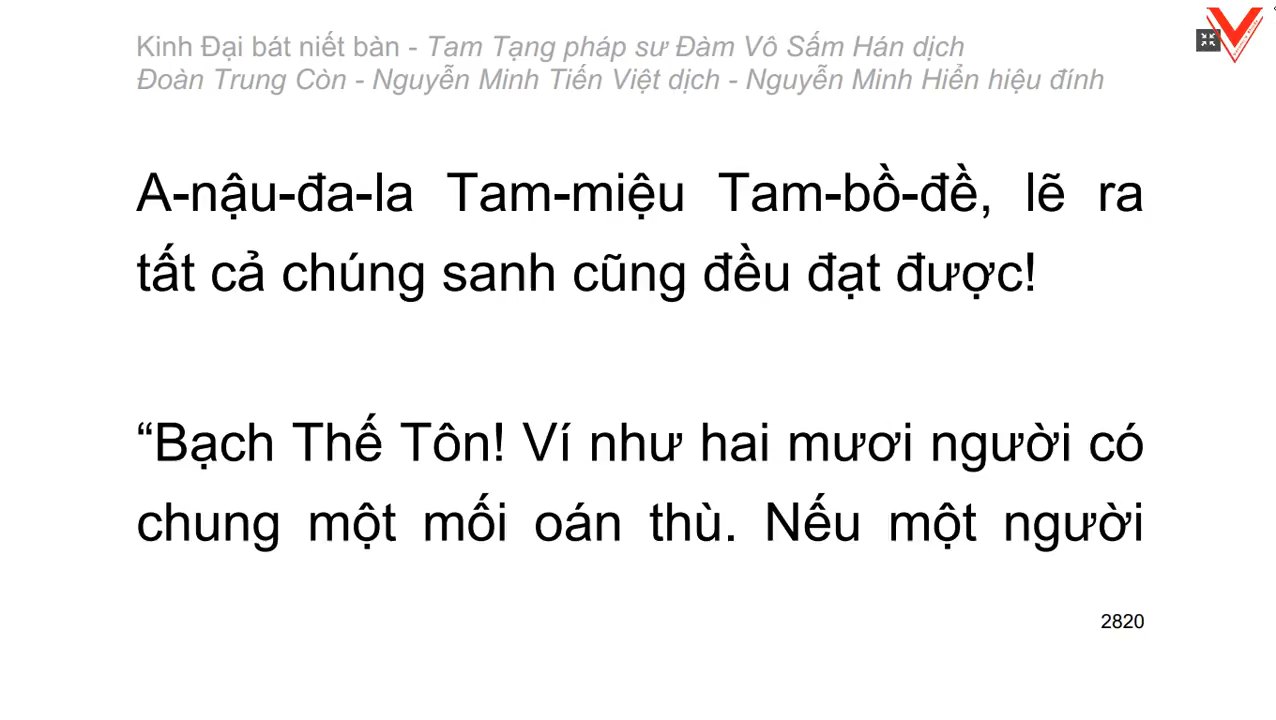 Kinh Đại bát niết bàn - Tam Tạng pháp sư Đàm Vô Sấm Hán dịch
Đoàn Trung Còn - Nguyễn Minh Tiến Việt dịch - Nguyễn Minh Hiển hiệu đính
A-nậu-đa-la Tam-miệu Tam-bồ-đề, lẽ ra
tất cả chúng sanh cũng đều đạt được!
“Bạch Thế Tôn! Ví như hai mươi người có
chung một mối oán thù. Nếu một người
2820